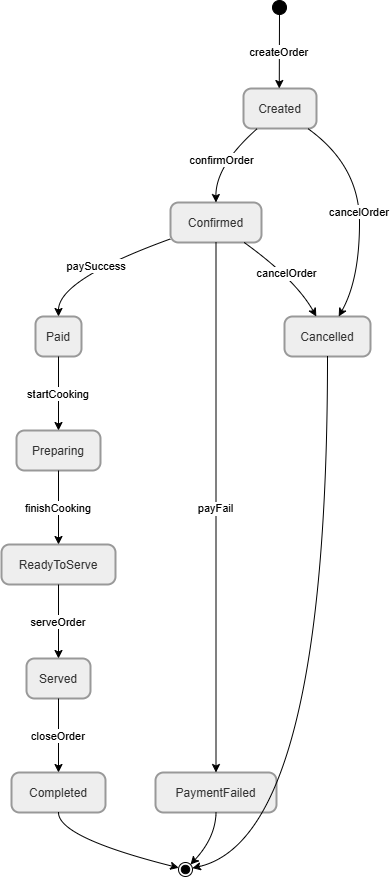 createOrder
Created
confirmOrder
cancelOrder
Confirmed
paySuccess
cancelOrder
Paid
Cancelled
startCooking
Preparing
finishCooking
payFail
ReadyToServe
serveOrder
Served
closeOrder
Completed
PaymentFailed